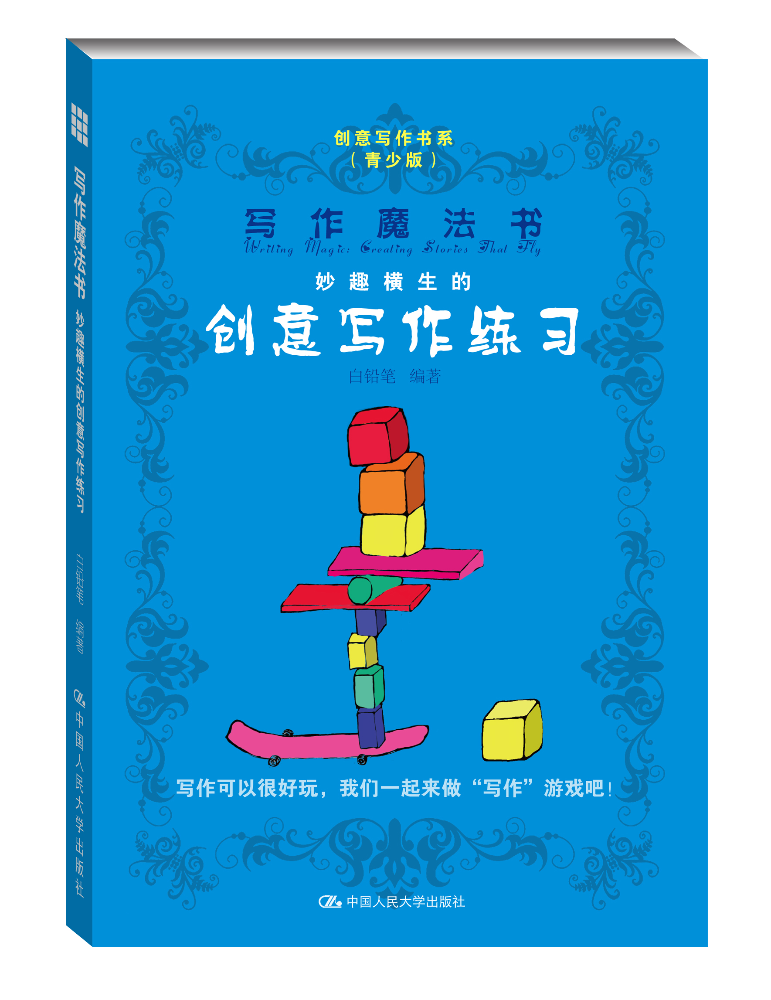 创意写作书系
（青少版）
写作魔法书
Writing Magic: Creating Stories That Fly
妙趣横生的
创意写作练习
白铅笔 编著
写作可以很好玩，我们一起来做“写作”游戏吧！
中国人民大学出版社
写作魔法书 妙趣横生的创意写作练习 白铅笔 编著 中国人民大学出版社